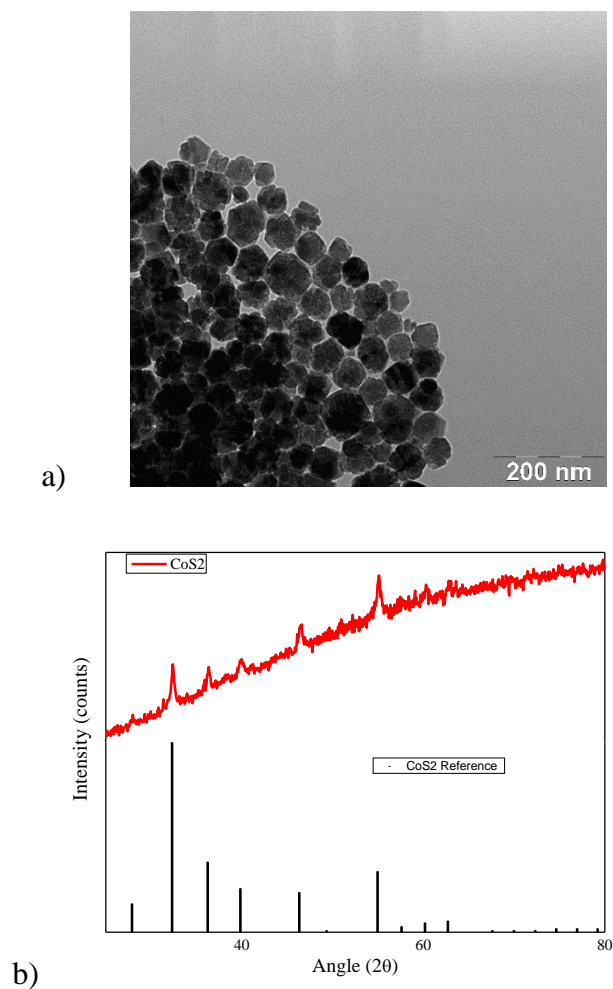 200 nm
a)
CoS2
Intensity (counts)
- CoS2 Reference
40
60
80
Angle (2θ)
b)